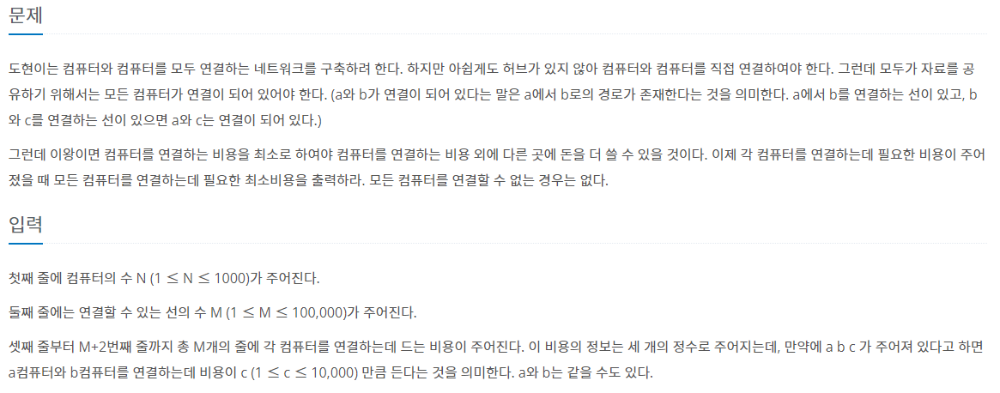 문제
도현이는 컴퓨터와 컴퓨터를 모두 연결하는 네트워크를 구축하려 한다. 하지만 아쉽게도 허브가 있지 않아 컴퓨터와 컴퓨터를 직접 연결하여야 한다. 그런데 모두가 자료를 공
유하기 위해서는 모든 컴퓨터가 연결이 되어 있어야 한다. (a와 b가 연결이 되어 있다는 말은 a에서 b로의 경로가 존재한다는 것을 의미한다. a에서 b를 연결하는 선이 있고, b
와 c를 연결하는 선이 있으면 a와 c는 연결이 되어 있다.)
그런데 이왕이면 컴퓨터를 연결하는 비용을 최소로 하여야 컴퓨터를 연결하는 비용 외에 다른 곳에 돈을 더 쓸 수 있을 것이다. 이제 각 컴퓨터를 연결하는데 필요한 비용이 주어
졌을 때 모든 컴퓨터를 연결하는데 필요한 최소비용을 출력하라. 모든 컴퓨터를 연결할 수 없는 경우는 없다.
입력
첫째 줄에 컴퓨터의 수 N (1 ≤ N ≤ 1000)가 주어진다.
둘째 줄에는 연결할 수 있는 선의 수 M (1 ≤ M ≤ 100,000)가 주어진다.
셋째 줄부터 M+2번째 줄까지 총 M개의 줄에 각 컴퓨터를 연결하는데 드는 비용이 주어진다. 이 비용의 정보는 세 개의 정수로 주어지는데, 만약에 a b c 가 주어져 있다고 하면
a컴퓨터와 b컴퓨터를 연결하는데 비용이 c (1 ≤ c ≤ 10,000) 만큼 든다는 것을 의미한다. a와 b는 같을 수도 있다.